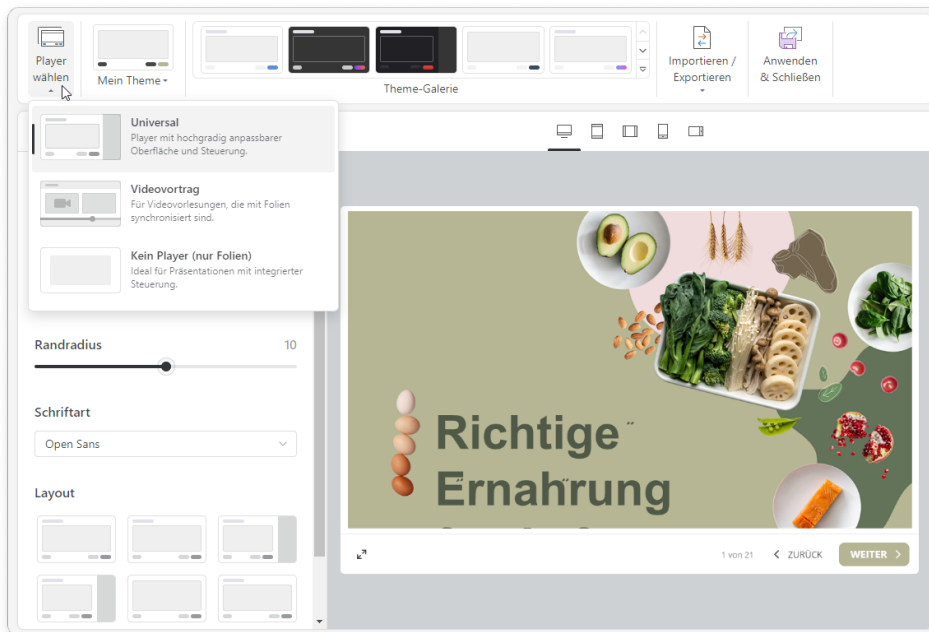 Player
wählen
Mein Theme
Theme-Galerie
Importieren /
Exportieren
Anwenden
& Schließen
Universal
Player mit hochgradig anpassbarer
Oberfläche und Steuerung.
Videovortrag
Für Videovorlesungen, die mit Folien
synchronisiert sind.
Kein Player (nur Folien)
Ideal für Präsentationen mit integrierter
Steuerung.
Randradius 10
Schriftart
Open Sans
Layout
Richtige
Ernahrung
1 von 21
ZURÜCK
WEITER